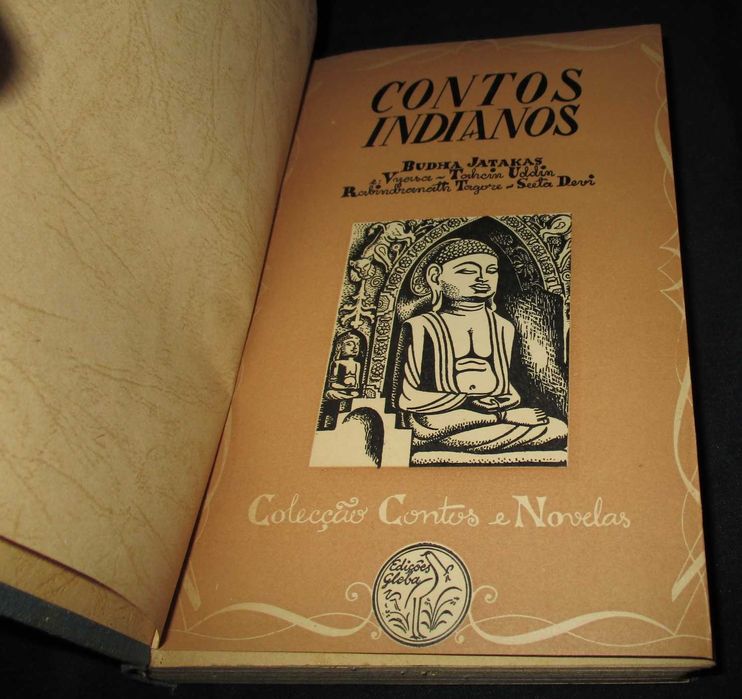 CONTOS
INDIANOS
BUDHA JATAKAS
e Vyasa - Tahcin Uddin
Rabindranath Tagore - Seeta Devi
Colecção Contos e Novelas
Edições
Gleba